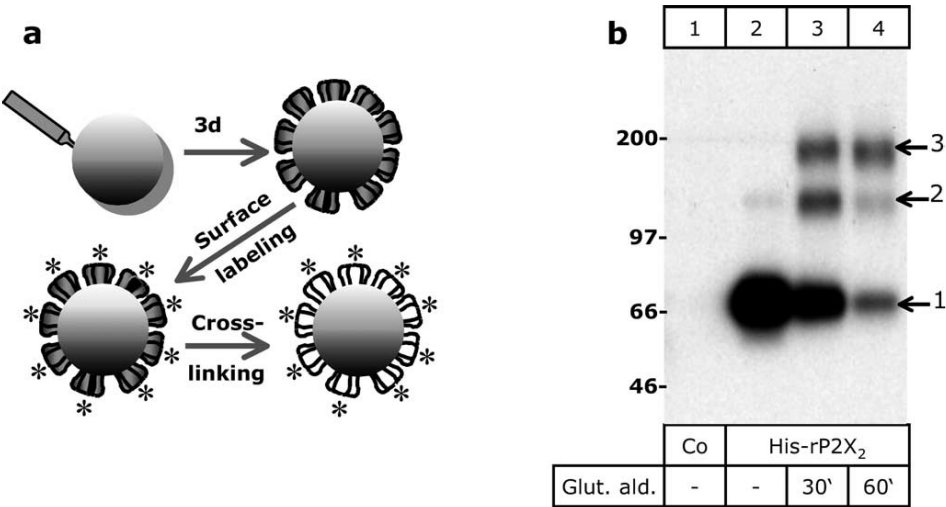 a
3d
Surface
labeling
Cross-
linking
* * * * * * * * *
* * * * * * * * *
b
1 2 3 4
200-
97-
66-
46-
3
2
1
Co His-rP2X₂
Glut. ald. - - 30‘ 60‘